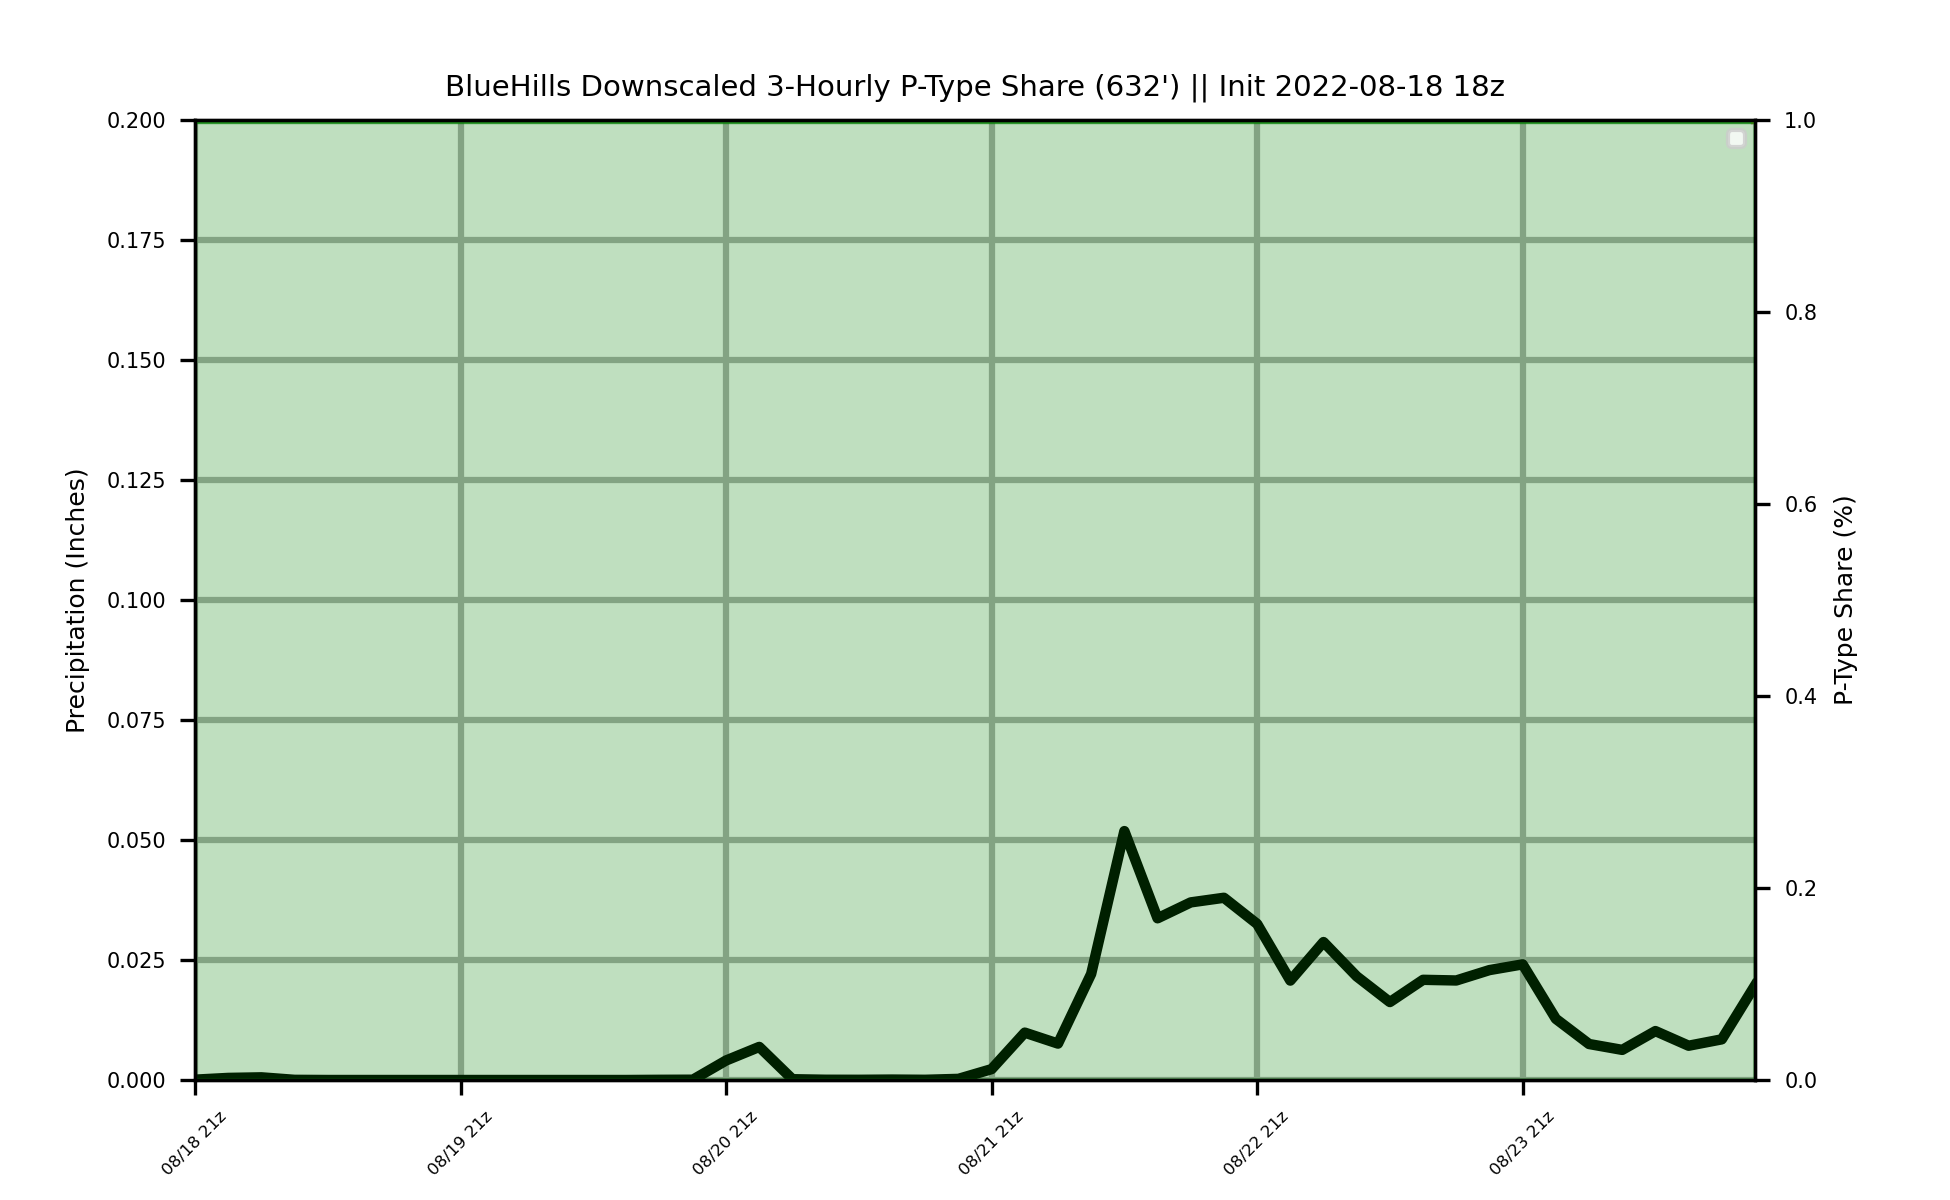 BlueHills Downscaled 3-Hourly P-Type Share (632') || Init 2022-08-18 18z
0.200
0.175
0.150
0.125
0.100
0.075
0.050
0.025
0.000
Precipitation (Inches)
1.0
0.8
0.6
0.4
0.2
0.0
P-Type Share (%)
08/18 21z
08/19 21z
08/20 21z
08/21 21z
08/22 21z
08/23 21z